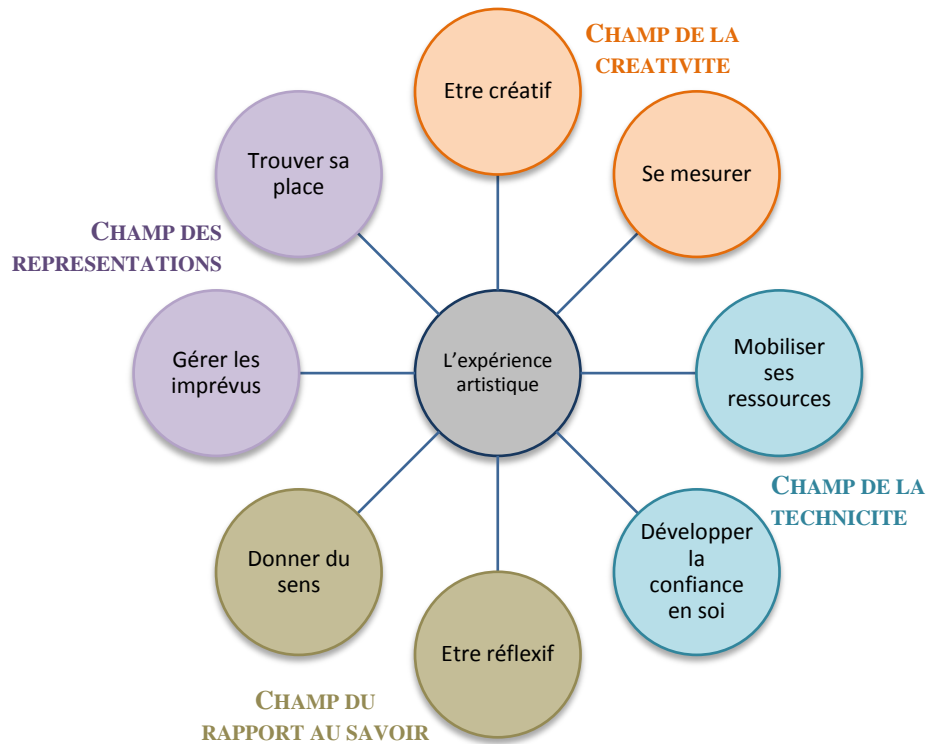 CHAMP DE LA
CREATIVITE
Etre créatif
Se mesurer
Mobiliser
ses
ressources
CHAMP DE LA
TECHNICITE
Développer
la
confiance
en soi
Etre réflexif
CHAMP DU
RAPPORT AU SAVOIR
Donner du
sens
Gérer les
imprévus
CHAMP DES
REPRESENTATIONS
Trouver sa
place
L’expérience
artistique